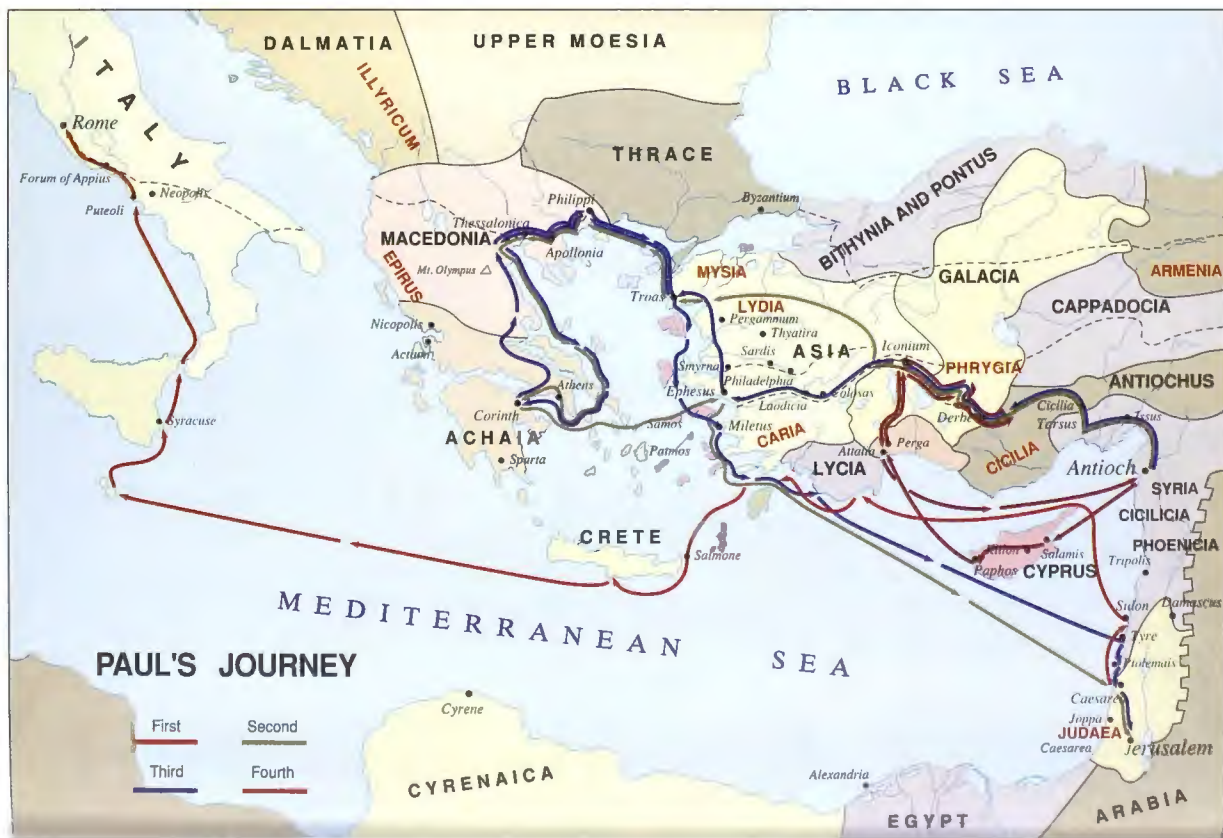 ITALY
DALMATIA
UPPER MOESIA
ILLYRICUM
BLACK SEA
Rome
THRACE
Forum of Appius
Neopolis
Puteoli
Philippi
Byzantium
BITHYNIA AND PONTUS
Thessalonica
MACEDONIA
Apollonia
EPIRUS
Mt. Olympus
MYSIA
GALACIA
ARMENIA
Troas
LYDIA
CAPPADOCIA
Nicopolis
Pergammum
Actum
Thyatira
ASIA
Iconium
Sardis
PHRYGIA
Smyrna
Philadelphia
ANTIOCHUS
Athens
Ephesus
Laodicia
Colosas
Derbe
Cicilia
Tarsus
Issus
Corinth
Syracuse
Samos
Miletus
ACHAIA
CARIA
Perga
Attalia
CICILIA
Patmos
Sparta
LYCIA
Antioch
SYRIA
CICILICIA
CRETE
PHOENICIA
Salmone
Kition
Salamis
Paphos
CYPRUS
Tripolis
MEDITERRANEAN SEA
Sidon
Damascus
Tyre
PAUL'S JOURNEY
Ptolemais
Cyrene
Caesare
First
Second
Joppa
JUDAEA
Caesarea
Jerusalem
Third
Fourth
CYRENAICA
Alexandria
EGYPT
ARABIA